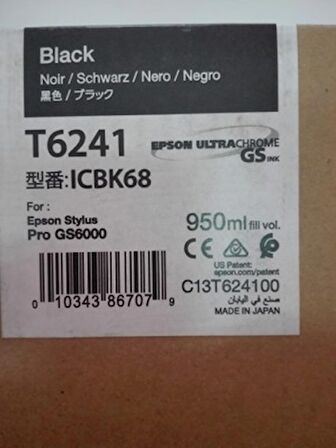 Black
Noir / Schwarz / Nero / Negro
黒色 / ブラック
T6241
EPSON ULTRACHROME
GS INK
型番:ICBK68
For :
Epson Stylus
Pro GS6000
950ml fill vol.
CE
US Patent:
epson.com/patent
0 10343 86707 9
C13T624100
صنع في اليابان
MADE IN JAPAN